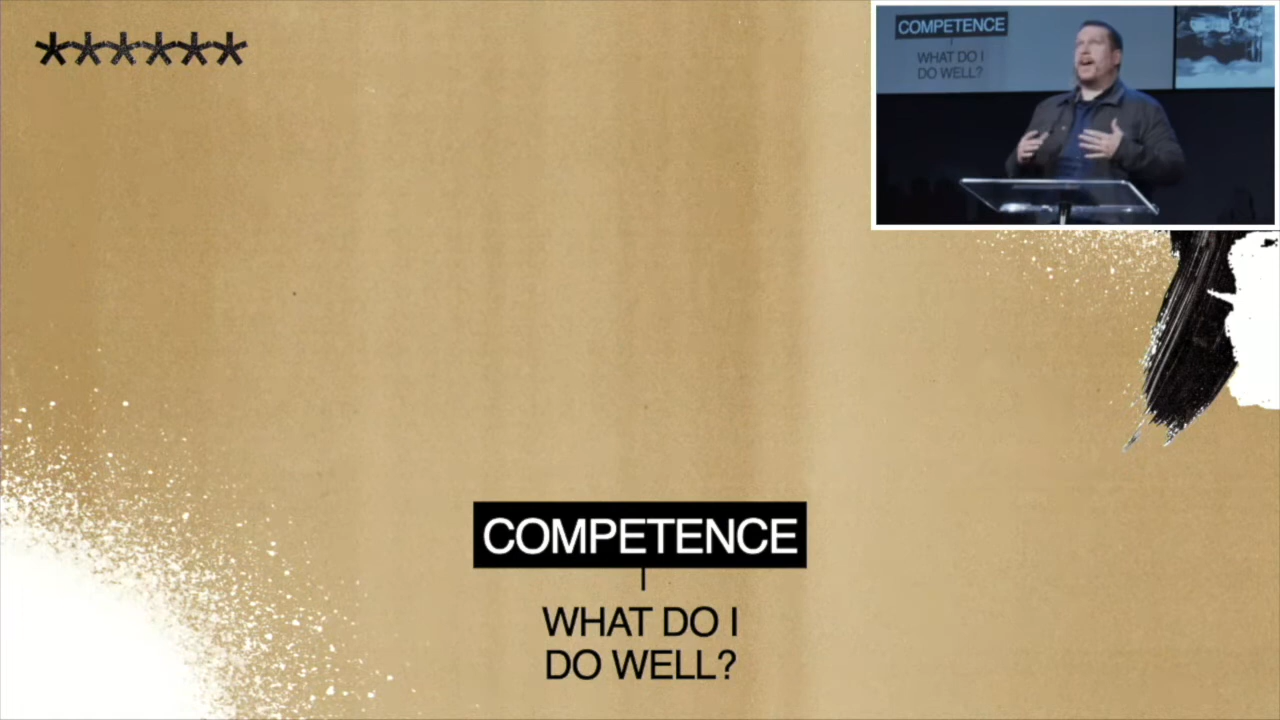 ******
COMPETENCE
WHAT DO I
DO WELL?
COMPETENCE
WHAT DO I
DO WELL?